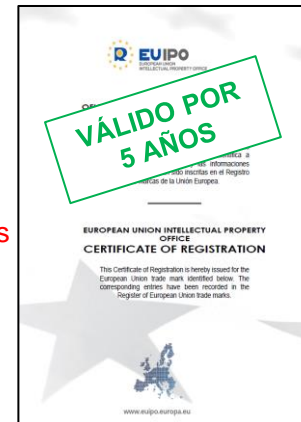 EUIPO
EUROPEAN UNION
INTELLECTUAL PROPERTY OFFICE
VÁLIDO POR
5 AÑOS
informaciones
sido inscritas en el Registro
Marcas de la Unión Europea.
s
EUROPEAN UNION INTELLECTUAL PROPERTY
OFFICE
CERTIFICATE OF REGISTRATION
This Certificate of Registration is hereby issued for the
European Union trade mark identified below. The
corresponding entries have been recorded in the
Register of European Union trade marks.
www.euipo.europa.eu